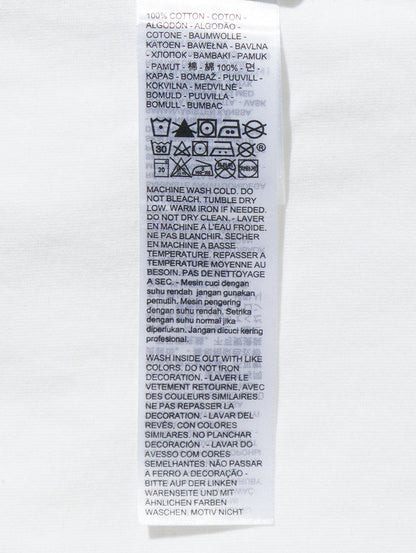 100% COTTON - COTON -
ALGODÓN - ALGODÃO -
COTONE - BAUMWOLLE -
KATOEN - BAWEŁNA - BAVLNA
- ХЛОПОК - ΒΑΜΒΑΚΙ - PAMUK
- PAMUT - 棉 - 綿 100% - 면 -
KAPAS - BOMBAŽ - PUUVILL -
KOKVILNA - MEDVILNĖ -
BOMULD - PUUVILLA -
BOMULL - BUMBAC
30
®
20
MACHINE WASH COLD. DO
NOT BLEACH. TUMBLE DRY
LOW. WARM IRON IF NEEDED.
DO NOT DRY CLEAN. - LAVER
EN MACHINE A L'EAU FROIDE.
NE PAS BLANCHIR. SECHER
EN MACHINE A BASSE
TEMPERATURE. REPASSER A
TEMPERATURE MOYENNE AU
BESOIN. PAS DE NETTOYAGE
A SEC. - Mesin cuci dengan
suhu rendah jangan gunakan
pemutih. Mesin pengering
dengan suhu rendah. Setrika
dengan suhu normal jika
diperlukan. Jangan dicuci kering
profesional.
WASH INSIDE OUT WITH LIKE
COLORS. DO NOT IRON
DECORATION. - LAVER LE
VETEMENT RETOURNE, AVEC
DES COULEURS SIMILAIRES.
NE PAS REPASSER LA
DECORATION - LAVAR DEL
REVÉS, CON COLORES
SIMILARES. NO PLANCHAR
DECORACIÓN . - LAVAR DO
AVESSO COM CORES
SEMELHANTES. NÃO PASSAR
A FERRO A DECORAÇÃO -
BITTE AUF DER LINKEN
WARENSEITE UND MIT
ÄHNLICHEN FARBEN
WASCHEN. MOTIV NICHT